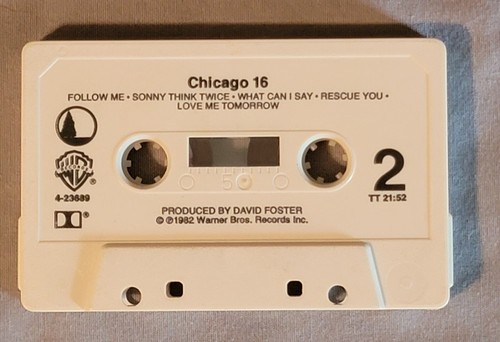 Chicago 16
FOLLOW ME • SONNY THINK TWICE • WHAT CAN I SAY • RESCUE YOU •
LOVE ME TOMORROW
4-23689
50
2
TT 21:52
PRODUCED BY DAVID FOSTER
© ℗1982 Warner Bros. Records Inc.